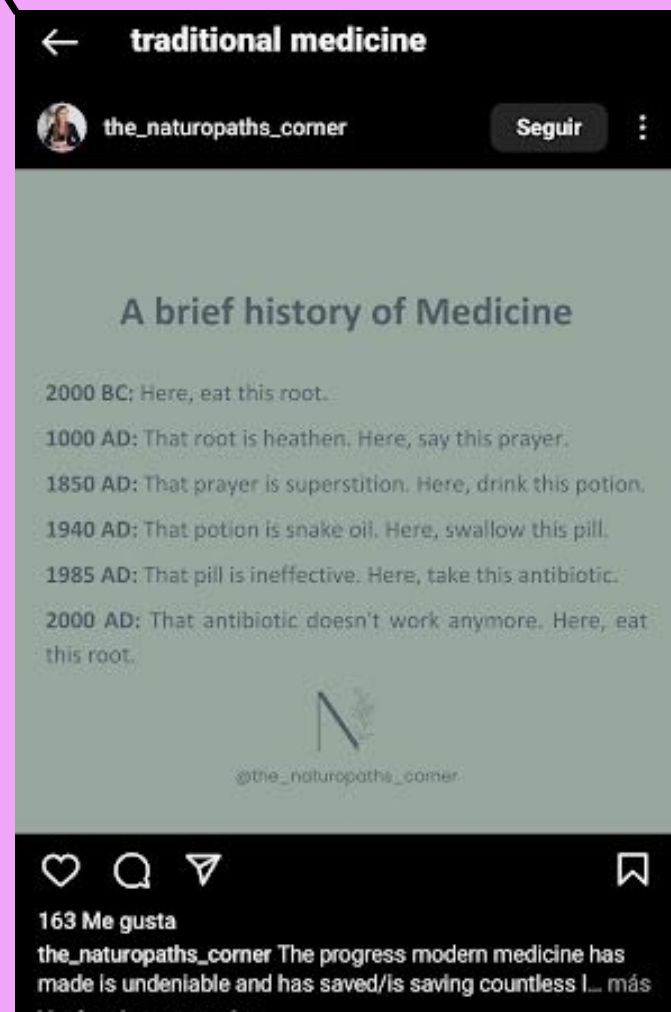 traditional medicine
the_naturopaths_corner
Seguir
A brief history of Medicine
2000 BC: Here, eat this root.
1000 AD: That root is heathen. Here, say this prayer.
1850 AD: That prayer is superstition. Here, drink this potion.
1940 AD: That potion is snake oil. Here, swallow this pill.
1985 AD: That pill is ineffective. Here, take this antibiotic.
2000 AD: That antibiotic doesn't work anymore. Here, eat
this root.
N
@the_naturopaths_corner
163 Me gusta
the_naturopaths_corner The progress modern medicine has
made is undeniable and has saved/is saving countless l... más